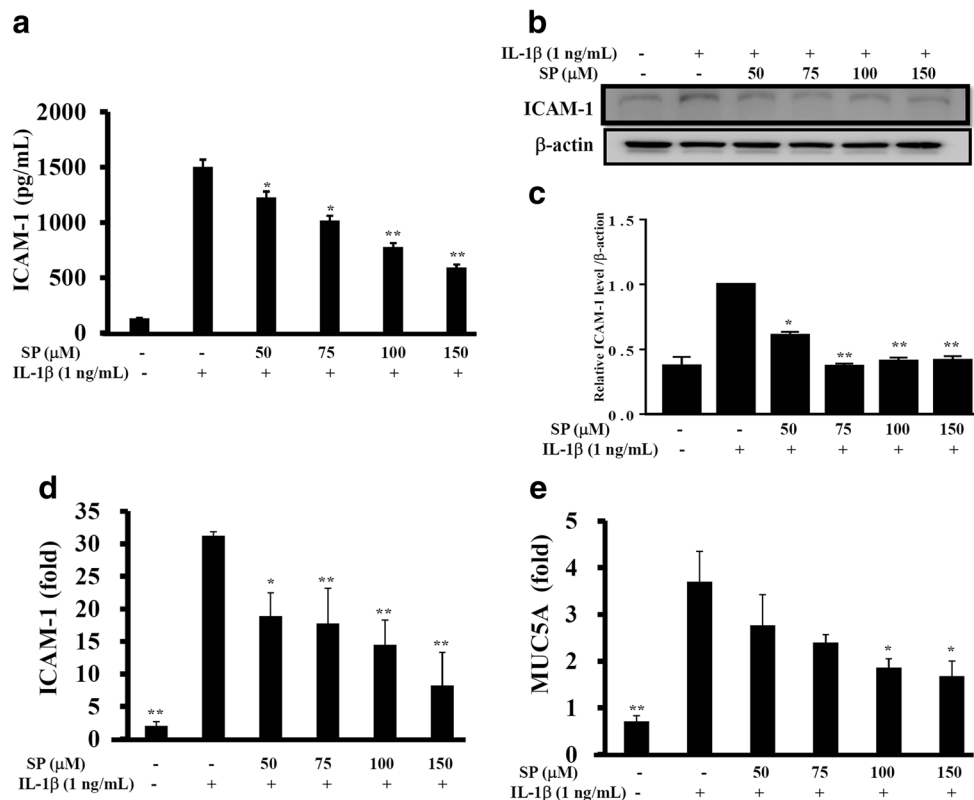 a
2000
1500
1000
500
0
ICAM-1 (pg/mL)
* * ** **
SP (µM) - - 50 75 100 150
IL-1β (1 ng/mL) - + + + + +
b
IL-1β (1 ng/mL) - + + + + +
SP (µM) - - 50 75 100 150
ICAM-1
β-actin
c
1.5
1.0
0.5
0.0
Relative ICAM-1 level /β-action
* ** ** **
SP (µM) - - 50 75 100 150
IL-1β (1 ng/mL) - + + + + +
d
35
30
25
20
15
10
5
0
ICAM-1 (fold)
** * ** ** **
SP (µM) - - 50 75 100 150
IL-1β (1 ng/mL) - + + + + +
e
5
4
3
2
1
0
MUC5A (fold)
** * *
SP (µM) - - 50 75 100 150
IL-1β (1 ng/mL) - + + + + +